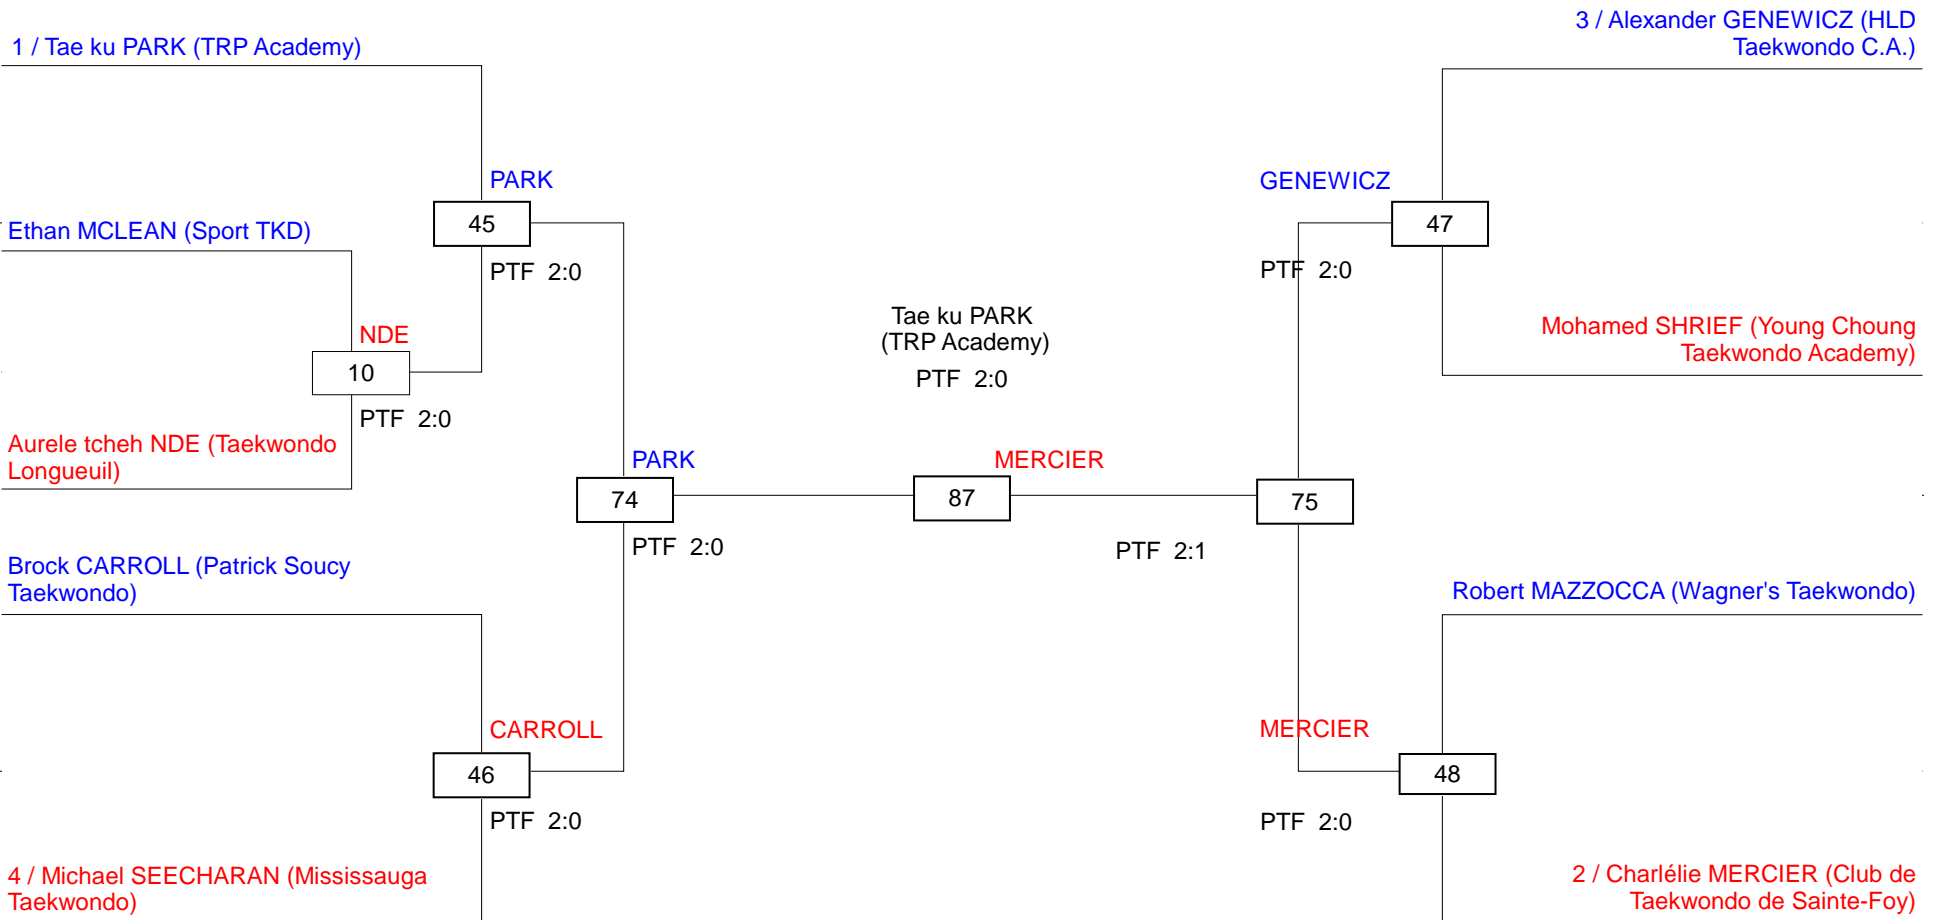 1 / Tae ku PARK (TRP Academy)
3 / Alexander GENEWICZ (HLD
Taekwondo C.A.)
PARK
45
PTF 2:0
Ethan MCLEAN (Sport TKD)
NDE
10
PTF 2:0
Aurele tcheh NDE (Taekwondo
Longueuil)
Tae ku PARK
(TRP Academy)
PTF 2:0
GENEWICZ
47
PTF 2:0
Mohamed SHRIEF (Young Choung
Taekwondo Academy)
PARK
74
PTF 2:0
87
MERCIER
75
PTF 2:1
Brock CARROLL (Patrick Soucy
Taekwondo)
CARROLL
46
PTF 2:0
4 / Michael SEECHARAN (Mississauga
Taekwondo)
Robert MAZZOCCA (Wagner's Taekwondo)
MERCIER
48
PTF 2:0
2 / Charlélie MERCIER (Club de
Taekwondo de Sainte-Foy)